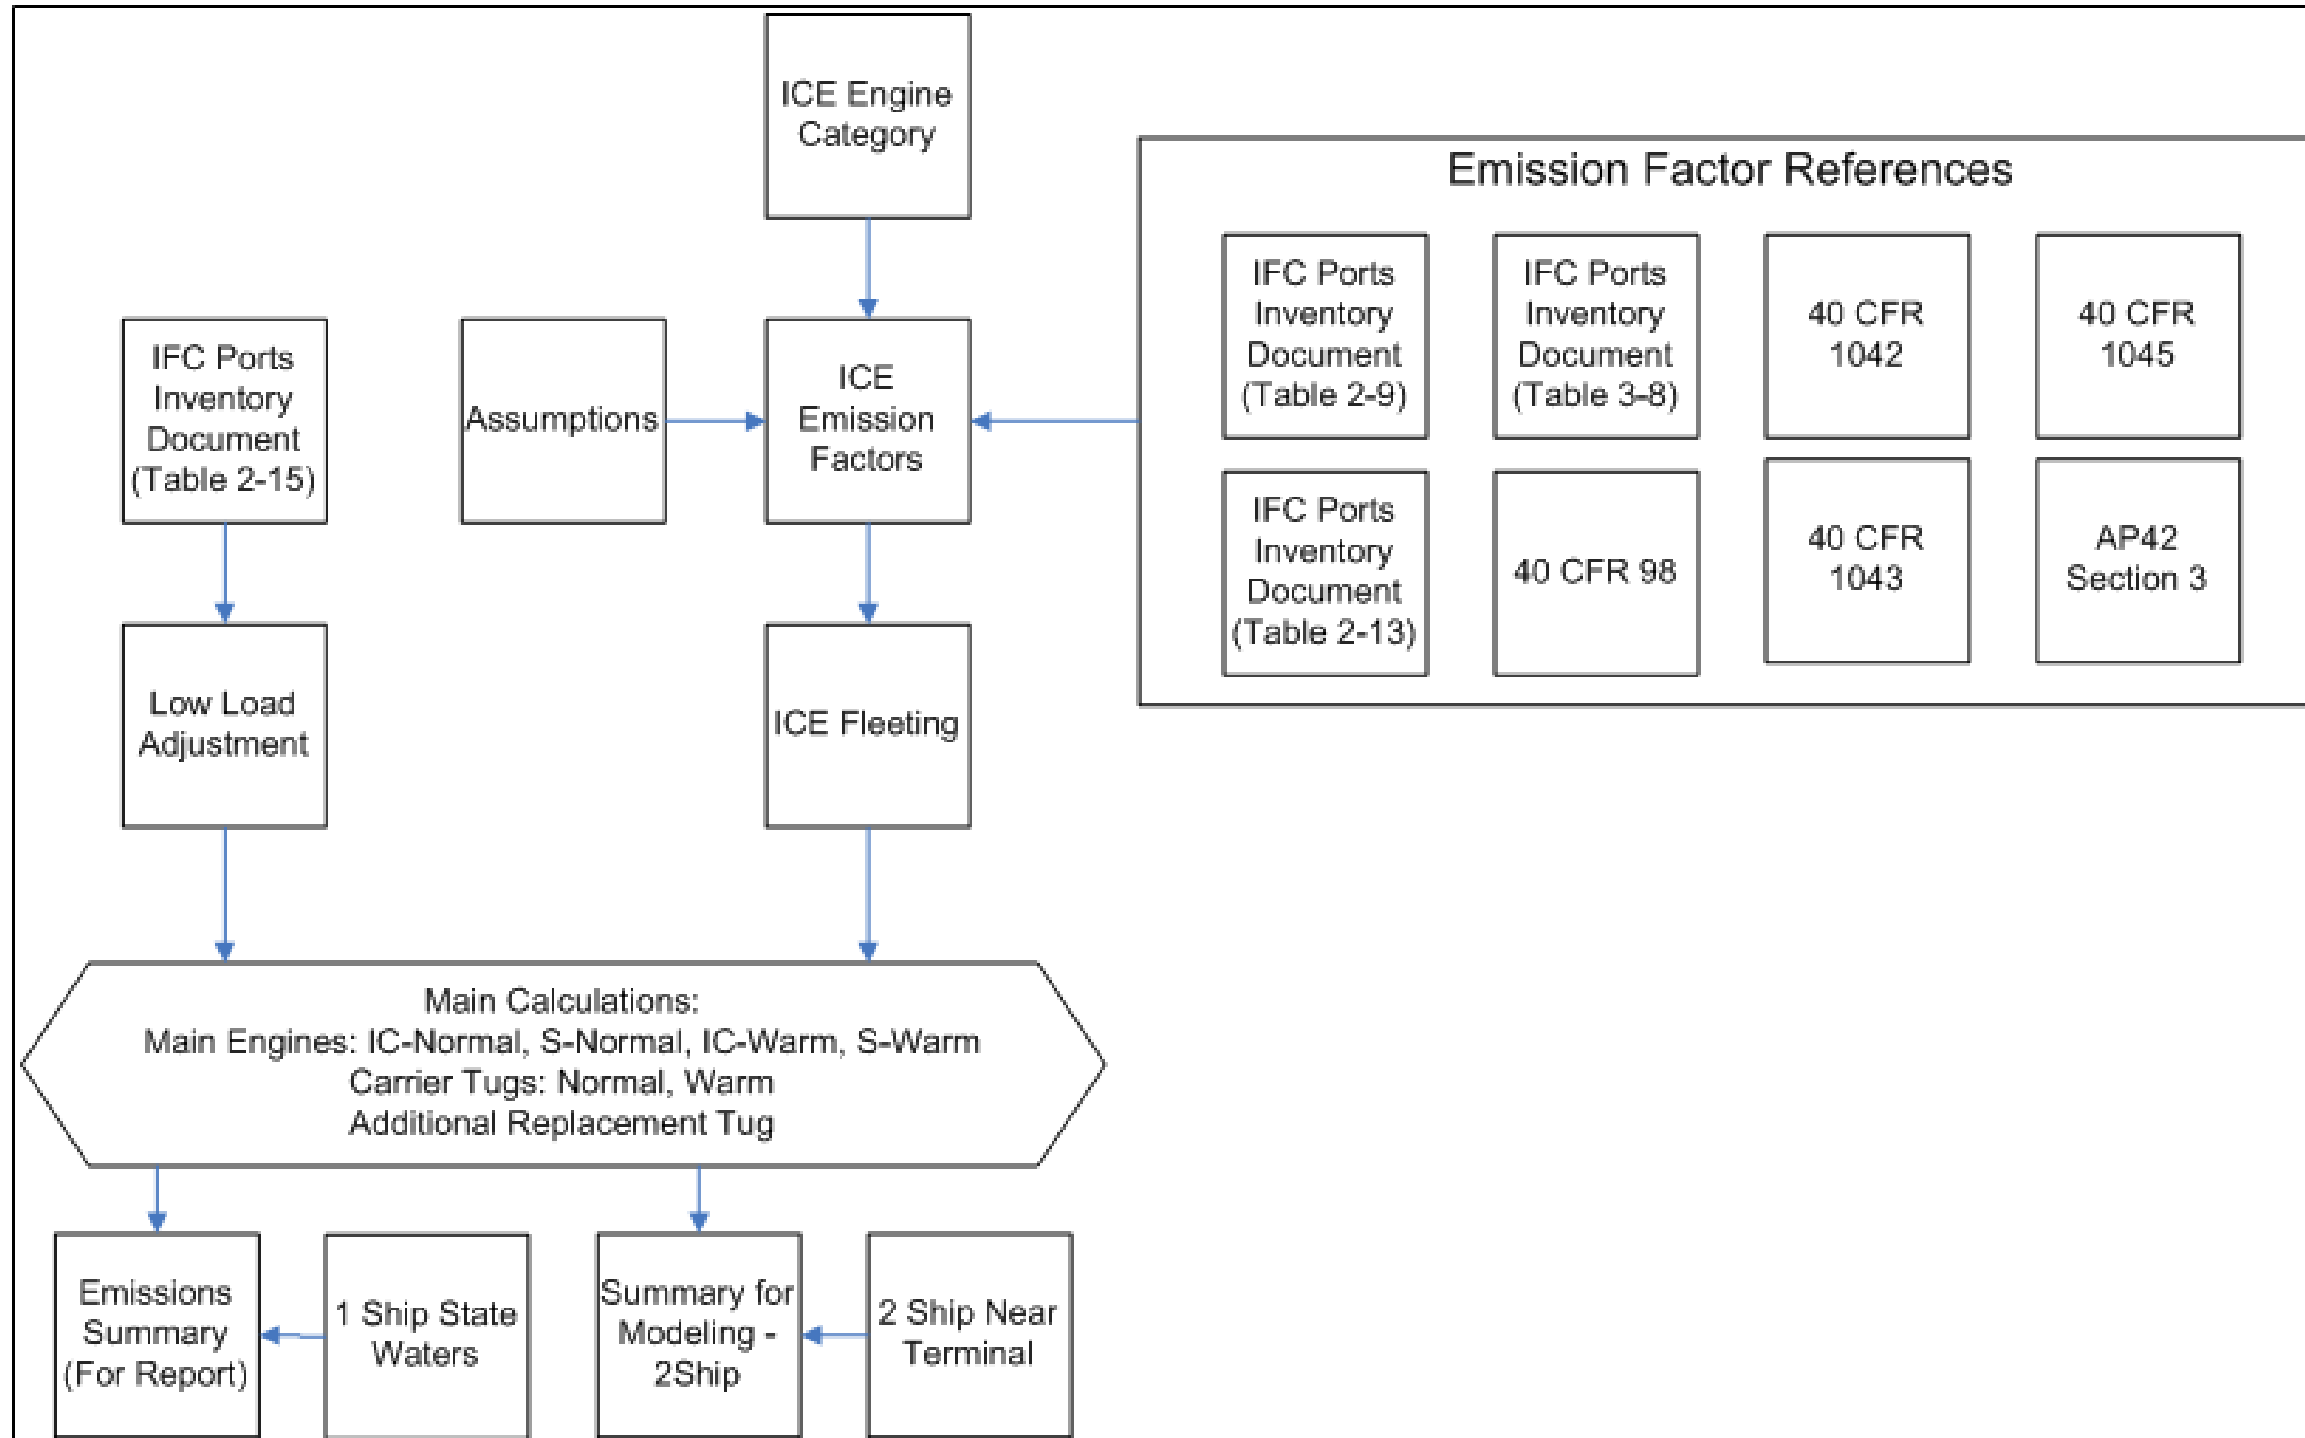 ICE Engine
Category
Emission Factor References
IFC Ports
Inventory
Document
(Table 2-9)
IFC Ports
Inventory
Document
(Table 3-8)
40 CFR
1042
40 CFR
1045
IFC Ports
Inventory
Document
(Table 2-15)
Assumptions
ICE
Emission
Factors
IFC Ports
Inventory
Document
(Table 2-13)
40 CFR 98
40 CFR
1043
AP42
Section 3
Low Load
Adjustment
ICE Fleeting
Main Calculations:
Main Engines: IC-Normal, S-Normal, IC-Warm, S-Warm
Carrier Tugs: Normal, Warm
Additional Replacement Tug
Emissions
Summary
(For Report)
1 Ship State
Waters
Summary for
Modeling -
2Ship
2 Ship Near
Terminal